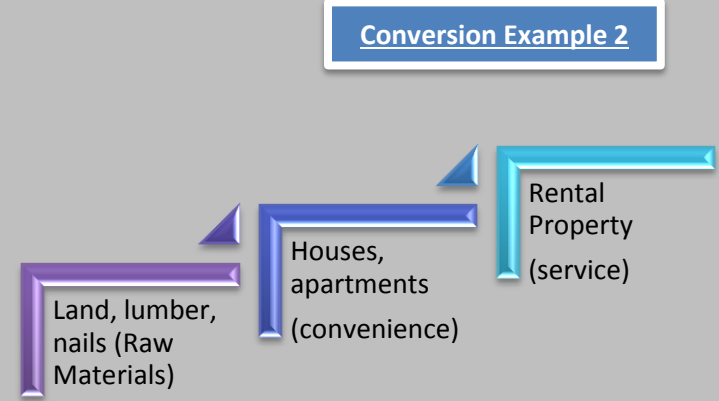 Conversion Example 2
Land, lumber,
nails (Raw
Materials)
Houses,
apartments
(convenience)
Rental
Property
(service)